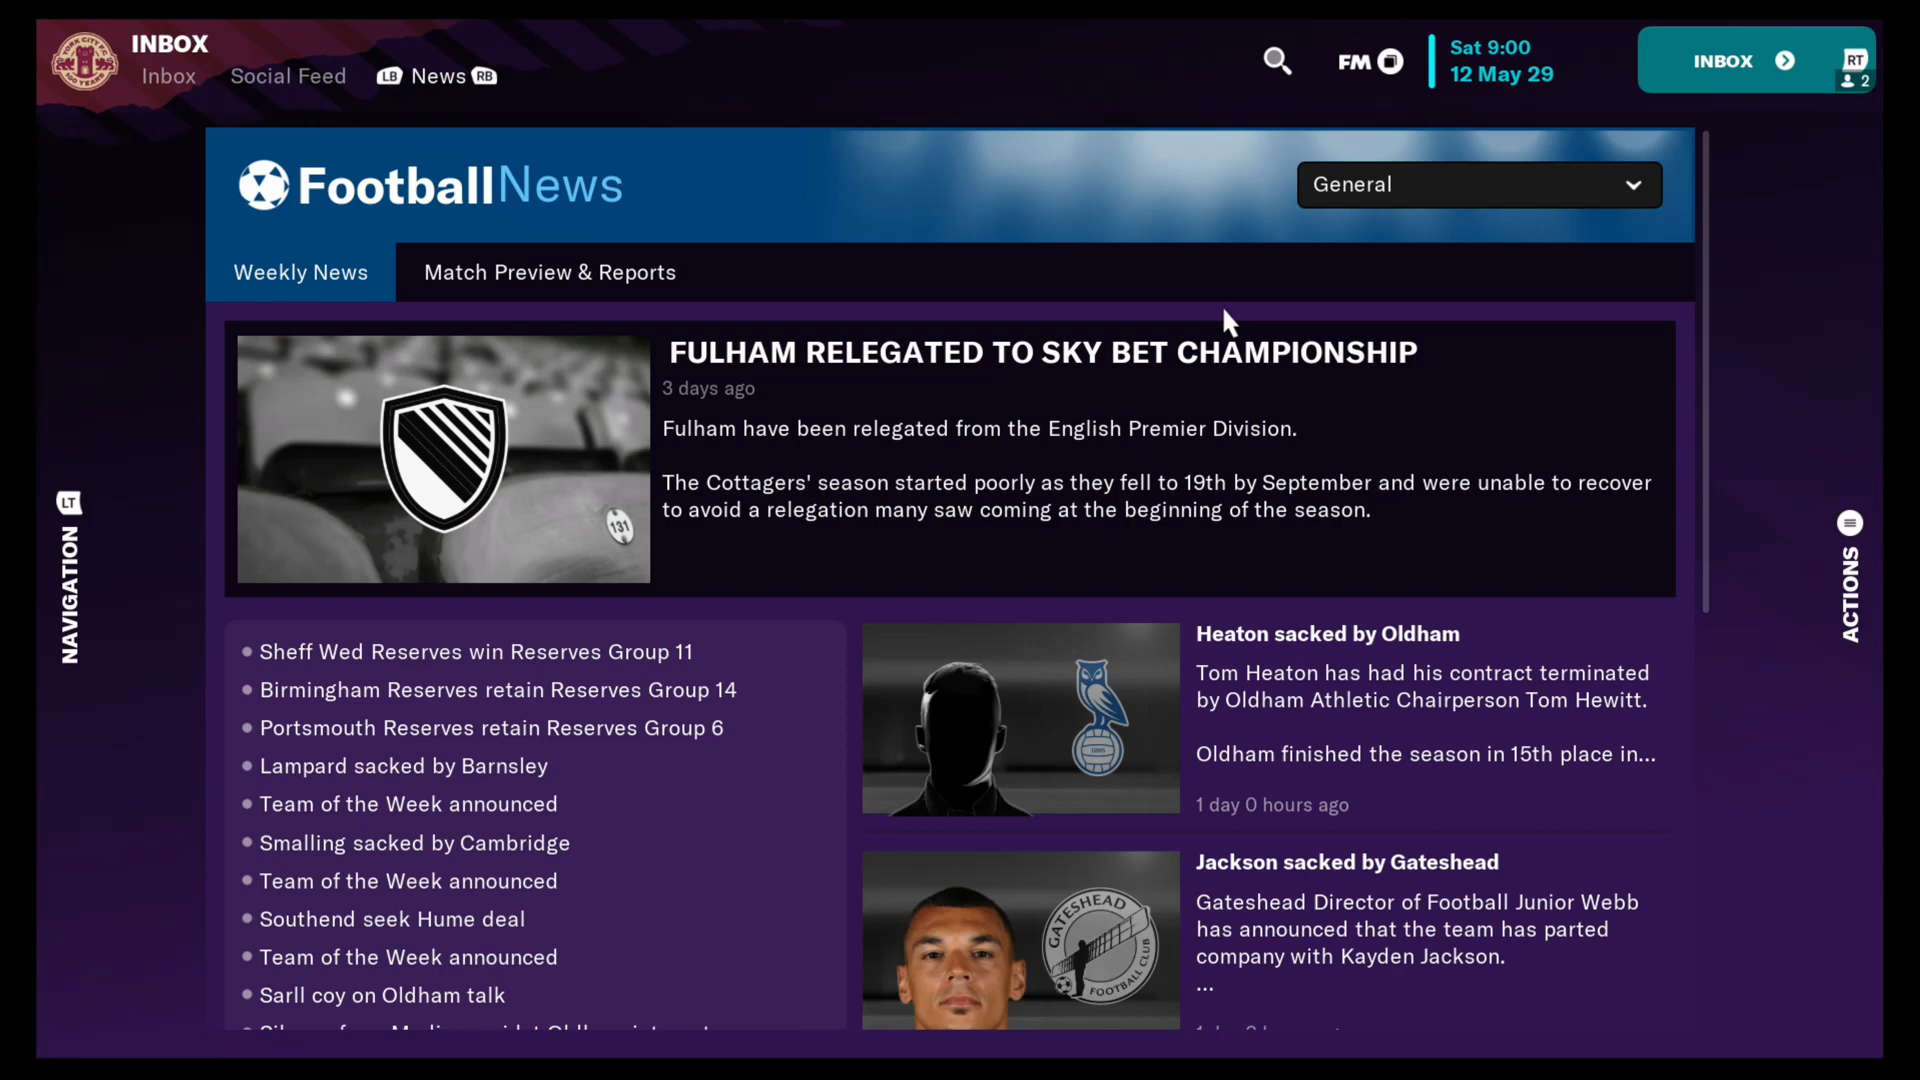 INBOX
Inbox Social Feed LB News RB
FM
Sat 9:00
12 May 29
INBOX
RT
2
YORK CITY F.C.
100 YEARS
FootballNews
General
Weekly News
Match Preview & Reports
FULHAM RELEGATED TO SKY BET CHAMPIONSHIP
3 days ago
Fulham have been relegated from the English Premier Division.
The Cottagers' season started poorly as they fell to 19th by September and were unable to recover
to avoid a relegation many saw coming at the beginning of the season.
131
LT
NAVIGATION
ACTIONS
Sheff Wed Reserves win Reserves Group 11
Birmingham Reserves retain Reserves Group 14
Portsmouth Reserves retain Reserves Group 6
Lampard sacked by Barnsley
Team of the Week announced
Smalling sacked by Cambridge
Team of the Week announced
Southend seek Hume deal
Team of the Week announced
Sarll coy on Oldham talk
Heaton sacked by Oldham
Tom Heaton has had his contract terminated
by Oldham Athletic Chairperson Tom Hewitt.
Oldham finished the season in 15th place in...
1 day 0 hours ago
1895
Jackson sacked by Gateshead
Gateshead Director of Football Junior Webb
has announced that the team has parted
company with Kayden Jackson.
...
GATESHEAD
FOOTBALL CLUB